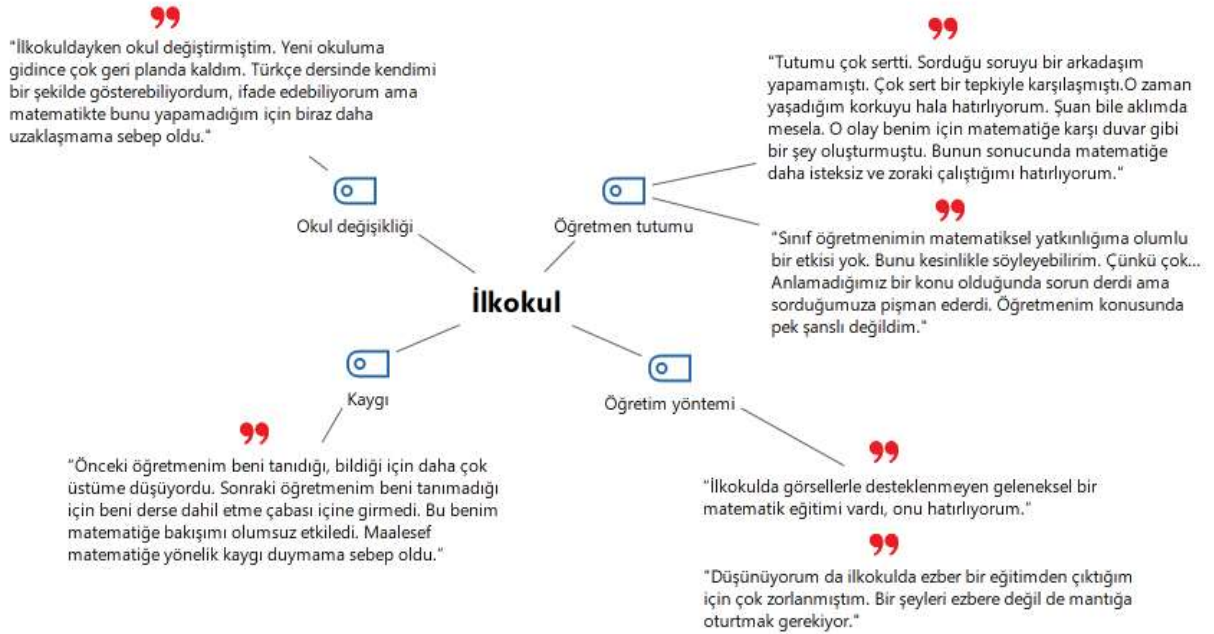 "İlkokuldayken okul değiştirmiştim. Yeni okuluma
gidince çok geri planda kaldım. Türkçe dersinde kendimi
bir şekilde gösterebiliyordum, ifade edebiliyorum ama
matematikte bunu yapamadığım için biraz daha
uzaklaşmama sebep oldu."
Okul değişikliği
"Tutumu çok sertti. Sorduğu soruyu bir arkadaşım
yapamamıştı. Çok sert bir tepkiyle karşılaşmıştı.O zaman
yaşadığım korkuyu hala hatırlıyorum. Şuan bile aklımda
mesela. O olay benim için matematiğe karşı duvar gibi
bir şey oluşturmuştu. Bunun sonucunda matematiğe
daha isteksiz ve zoraki çalıştığımı hatırlıyorum."
Öğretmen tutumu
"Sınıf öğretmenimin matematiksel yatkınlığıma olumlu
bir etkisi yok. Bunu kesinlikle söyleyebilirim. Çünkü çok...
Anlamadığımız bir konu olduğunda sorun derdi ama
sorduğumuza pişman ederdi. Öğretmenim konusunda
pek şanslı değildim."
İlkokul
Kaygı
"Önceki öğretmenim beni tanıdığı, bildiği için daha çok
üstüme düşüyordu. Sonraki öğretmenim beni tanımadığı
için beni derse dahil etme çabası içine girmedi. Bu benim
matematiğe bakışımı olumsuz etkiledi. Maalesef
matematiğe yönelik kaygı duymama sebep oldu."
Öğretim yöntemi
"İlkokulda görsellerle desteklenmeyen geleneksel bir
matematik eğitimi vardı, onu hatırlıyorum."
"Düşünüyorum da ilkokulda ezber bir eğitimden çıktığım
için çok zorlanmıştım. Bir şeyleri ezbere değil de mantığa
oturtmak gerekiyor."